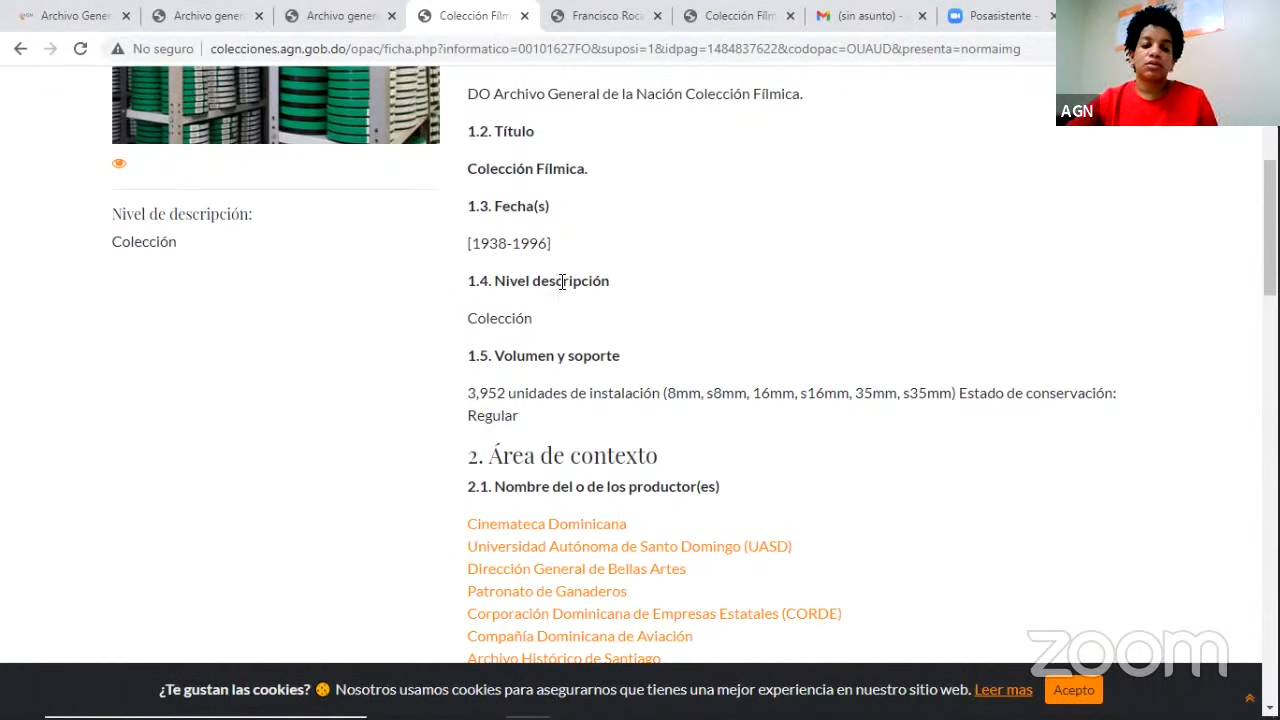 Archivo Gener
Archivo gener
Archivo gener
Colección Fílm
Francisco Roca
Colección Fílm
(sin asunto) - 
Posasistente - 
No seguro
colecciones.agn.gob.do/opac/ficha.php?informatico=00101627FO&suposi=1&idpag=1484837622&codopac=OUAUD&presenta=normaimg
AGN
Nivel de descripción:
Colección
DO Archivo General de la Nación Colección Fílmica.
1.2. Título
Colección Fílmica.
1.3. Fecha(s)
[1938-1996]
1.4. Nivel descripción
Colección
1.5. Volumen y soporte
3,952 unidades de instalación (8mm, s8mm, 16mm, s16mm, 35mm, s35mm) Estado de conservación:
Regular
2. Área de contexto
2.1. Nombre del o de los productor(es)
Cinemateca Dominicana
Universidad Autónoma de Santo Domingo (UASD)
Dirección General de Bellas Artes
Patronato de Ganaderos
Corporación Dominicana de Empresas Estatales (CORDE)
Compañía Dominicana de Aviación
Archivo Histórico de Santiago
zoom
¿Te gustan las cookies? Nosotros usamos cookies para asegurarnos que tienes una mejor experiencia en nuestro sitio web. Leer mas Acepto